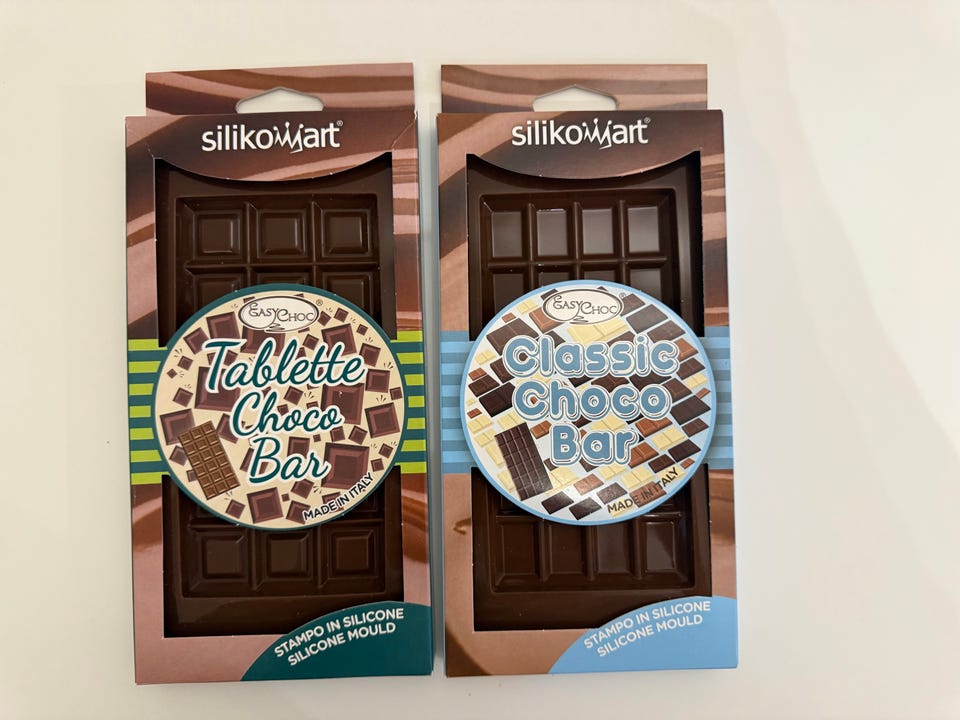 silikomart®
EASY CHOC®
Tablette
Choco
Bar
MADE IN ITALY
STAMPO IN SILICONE
SILICONE MOULD
silikomart®
EASY CHOC®
Classic
Choco
Bar
MADE IN ITALY
STAMPO IN SILICONE
SILICONE MOULD